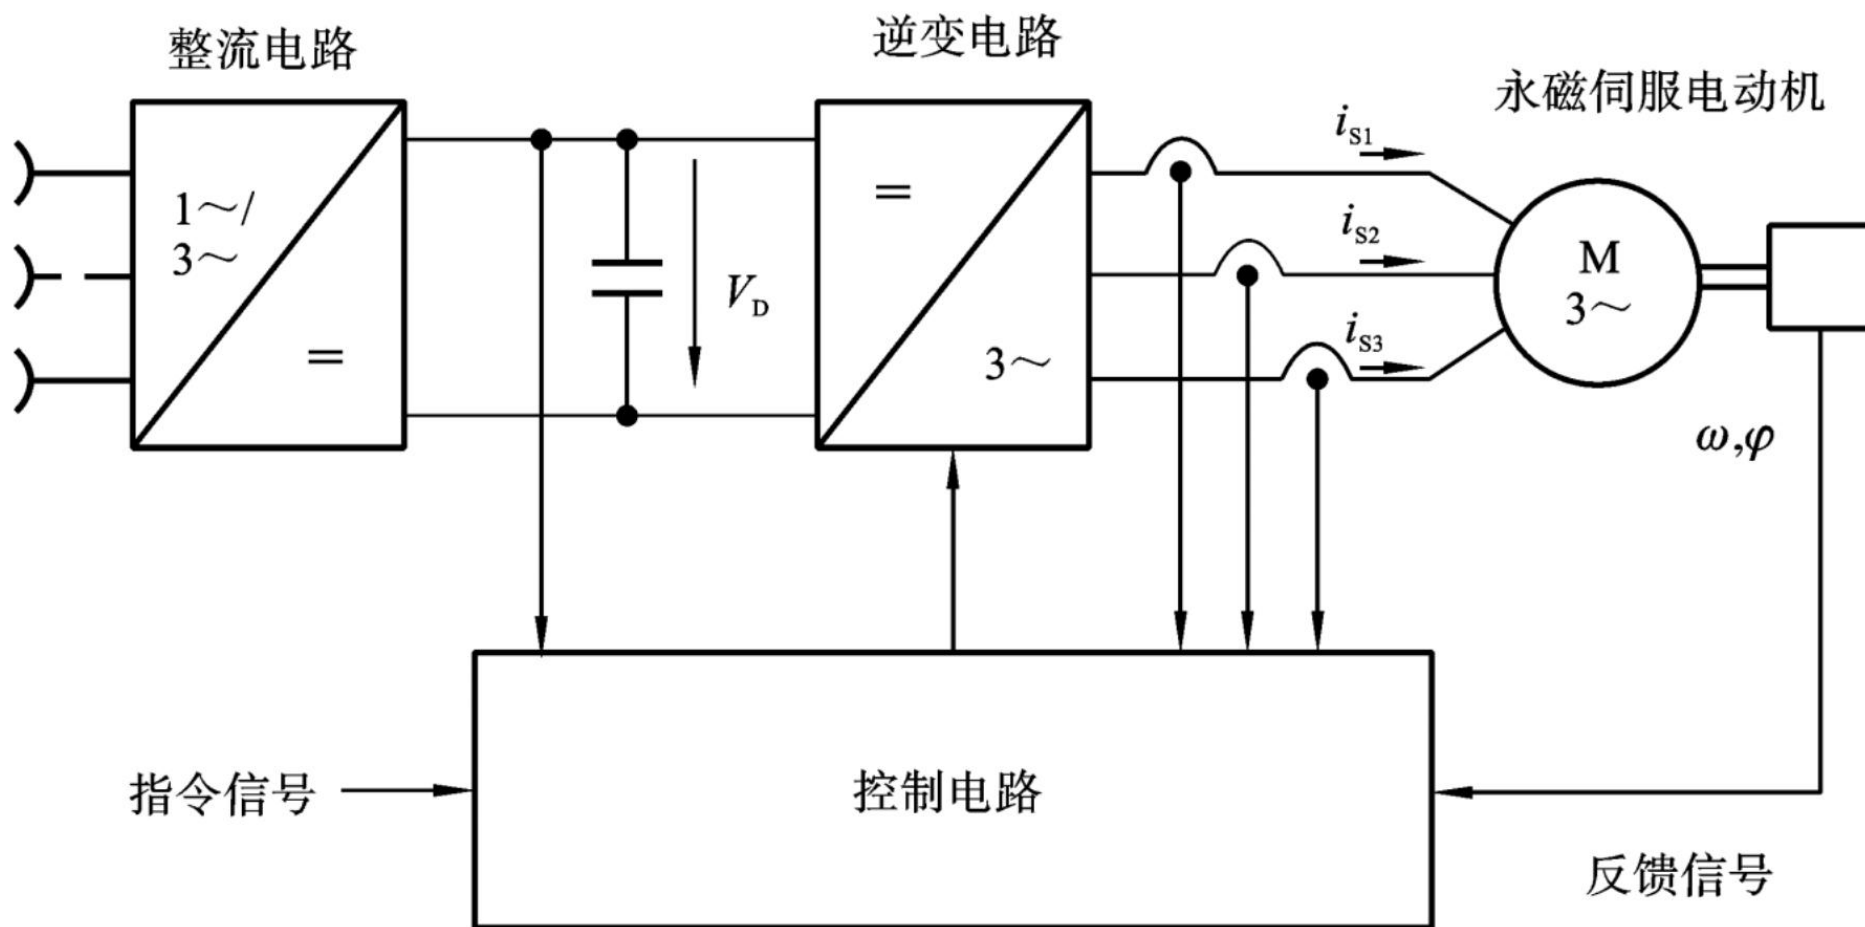 整流电路
逆变电路
永磁伺服电动机
1～/
3～
=
V_D
=
3～
i_S1
i_S2
i_S3
M
3～
ω,φ
指令信号
控制电路
反馈信号